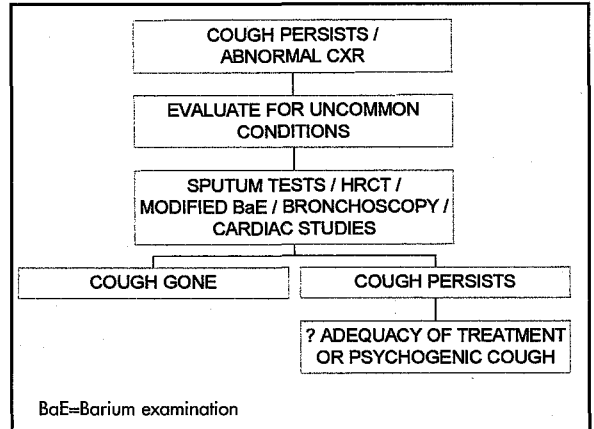 COUGH PERSISTS /
ABNORMAL CXR
EVALUATE FOR UNCOMMON
CONDITIONS
SPUTUM TESTS / HRCT /
MODIFIED BaE / BRONCHOSCOPY /
CARDIAC STUDIES
COUGH GONE
COUGH PERSISTS
? ADEQUACY OF TREATMENT
OR PSYCHOGENIC COUGH
BaE=Barium examination